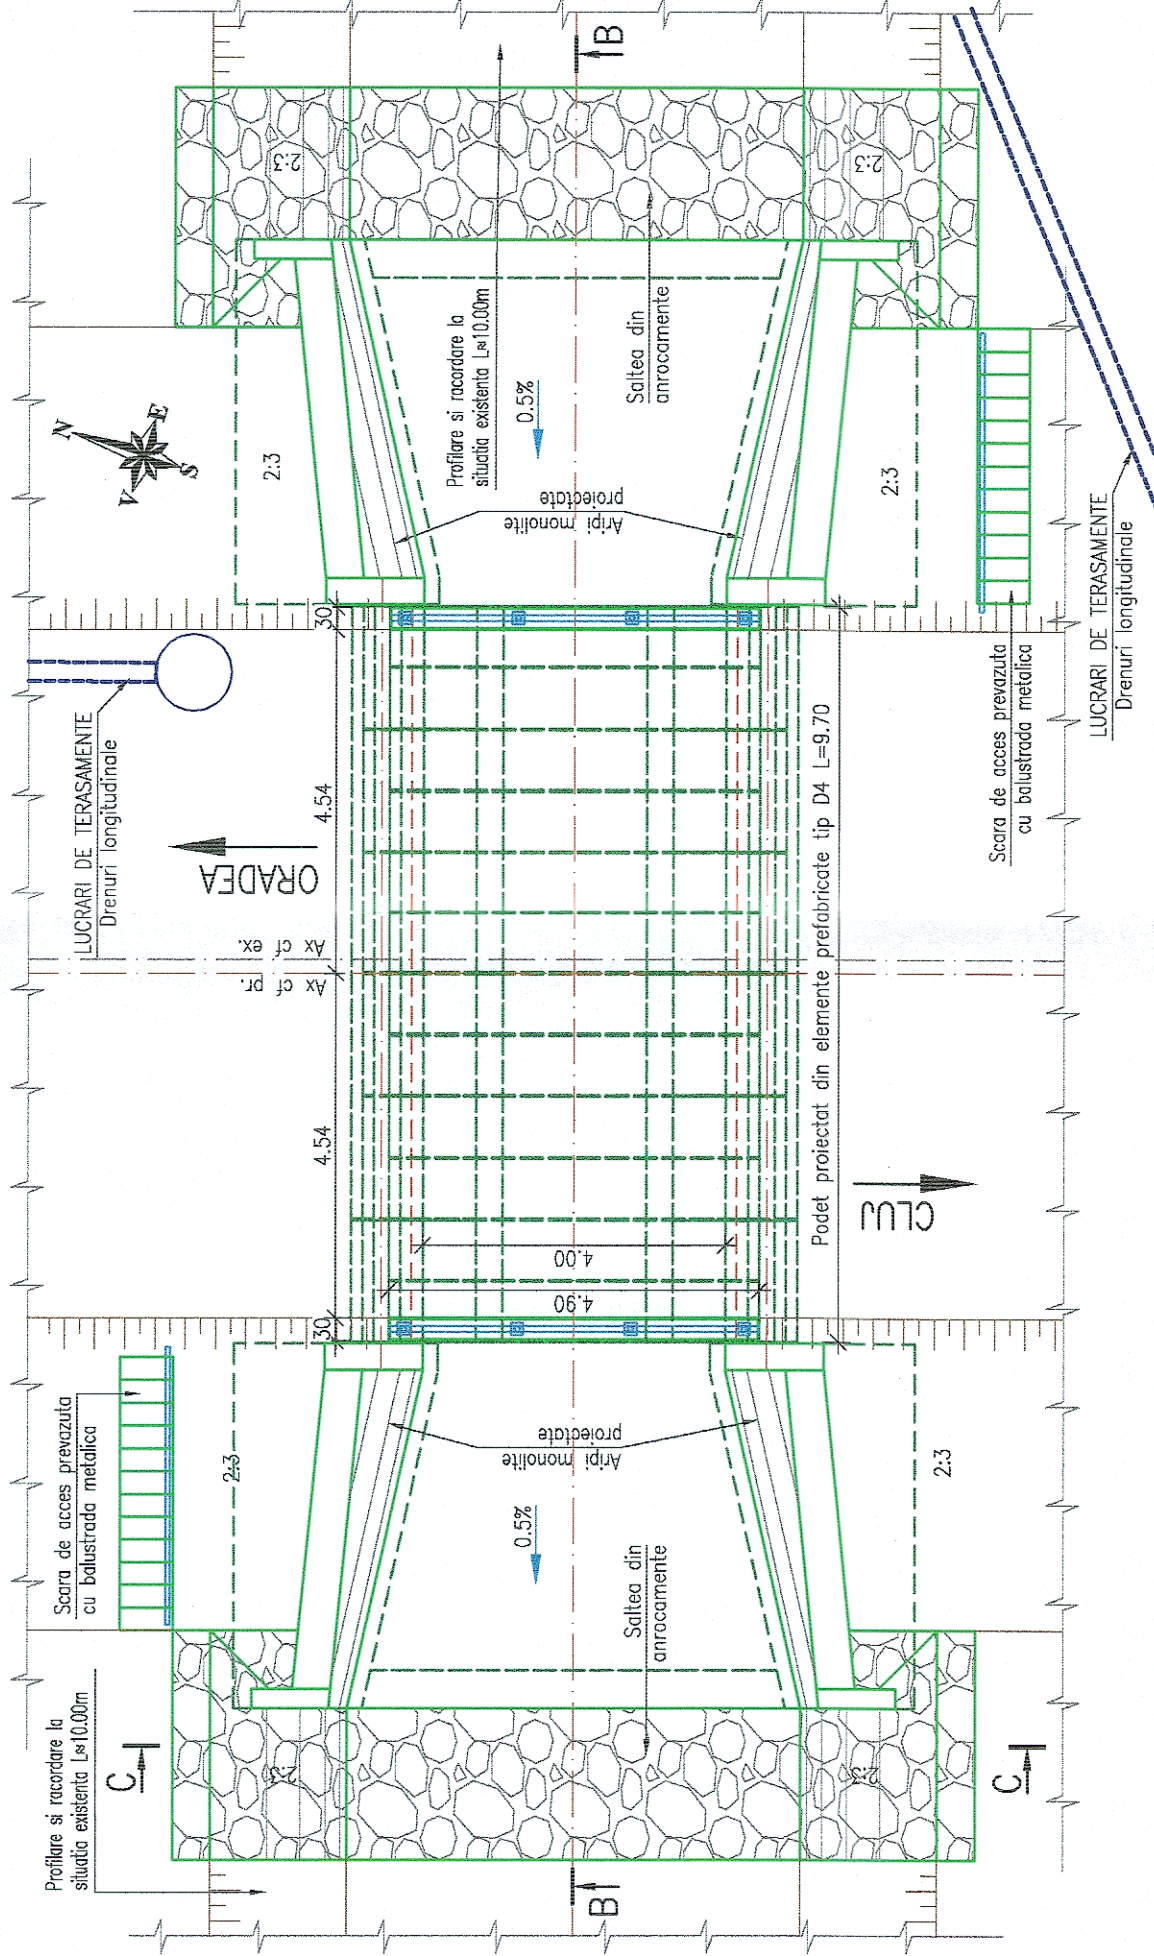 B
2:3
2:3
Profilare si racordare la
situatia existenta L≈10.00m
0.5%
Saltea din
anrocamente
N
E
S
V
2:3
2:3
Aripi monolite
proiectate
30
LUCRARI DE TERASAMENTE
Drenuri longitudinale
LUCRARI DE TERASAMENTE
Drenuri longitudinale
Scara de acces prevazuta
cu balustrada metalica
4.54
ORADEA
Ax cf ex.
Ax cf pr.
4.54
Podet proiectat din elemente prefabricate tip D4 L=9.70
CLUJ
4.00
4.90
30
Scara de acces prevazuta
cu balustrada metalica
2:3
2:3
Aripi monolite
proiectate
0.5%
Saltea din
anrocamente
Profilare si racordare la
situatia existenta L≈10.00m
C
C
2:3
2:3
B